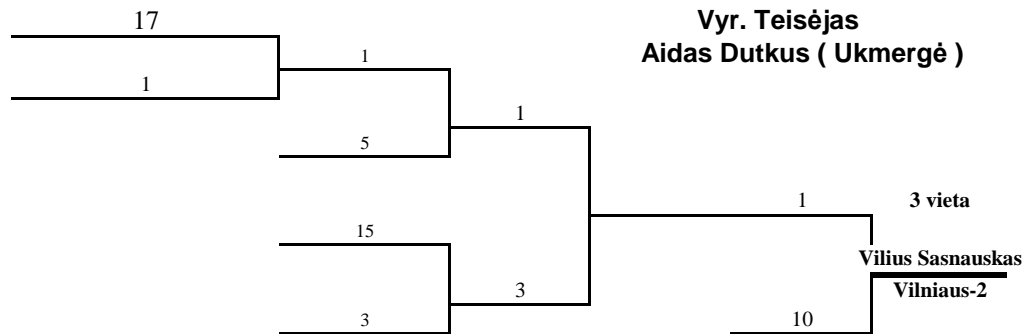 17
Vyr. Teisėjas
Aidas Dutkus ( Ukmergė )
1
1
1
5
1
3 vieta
15
Vilius Sasnauskas
3
Vilniaus-2
3
10